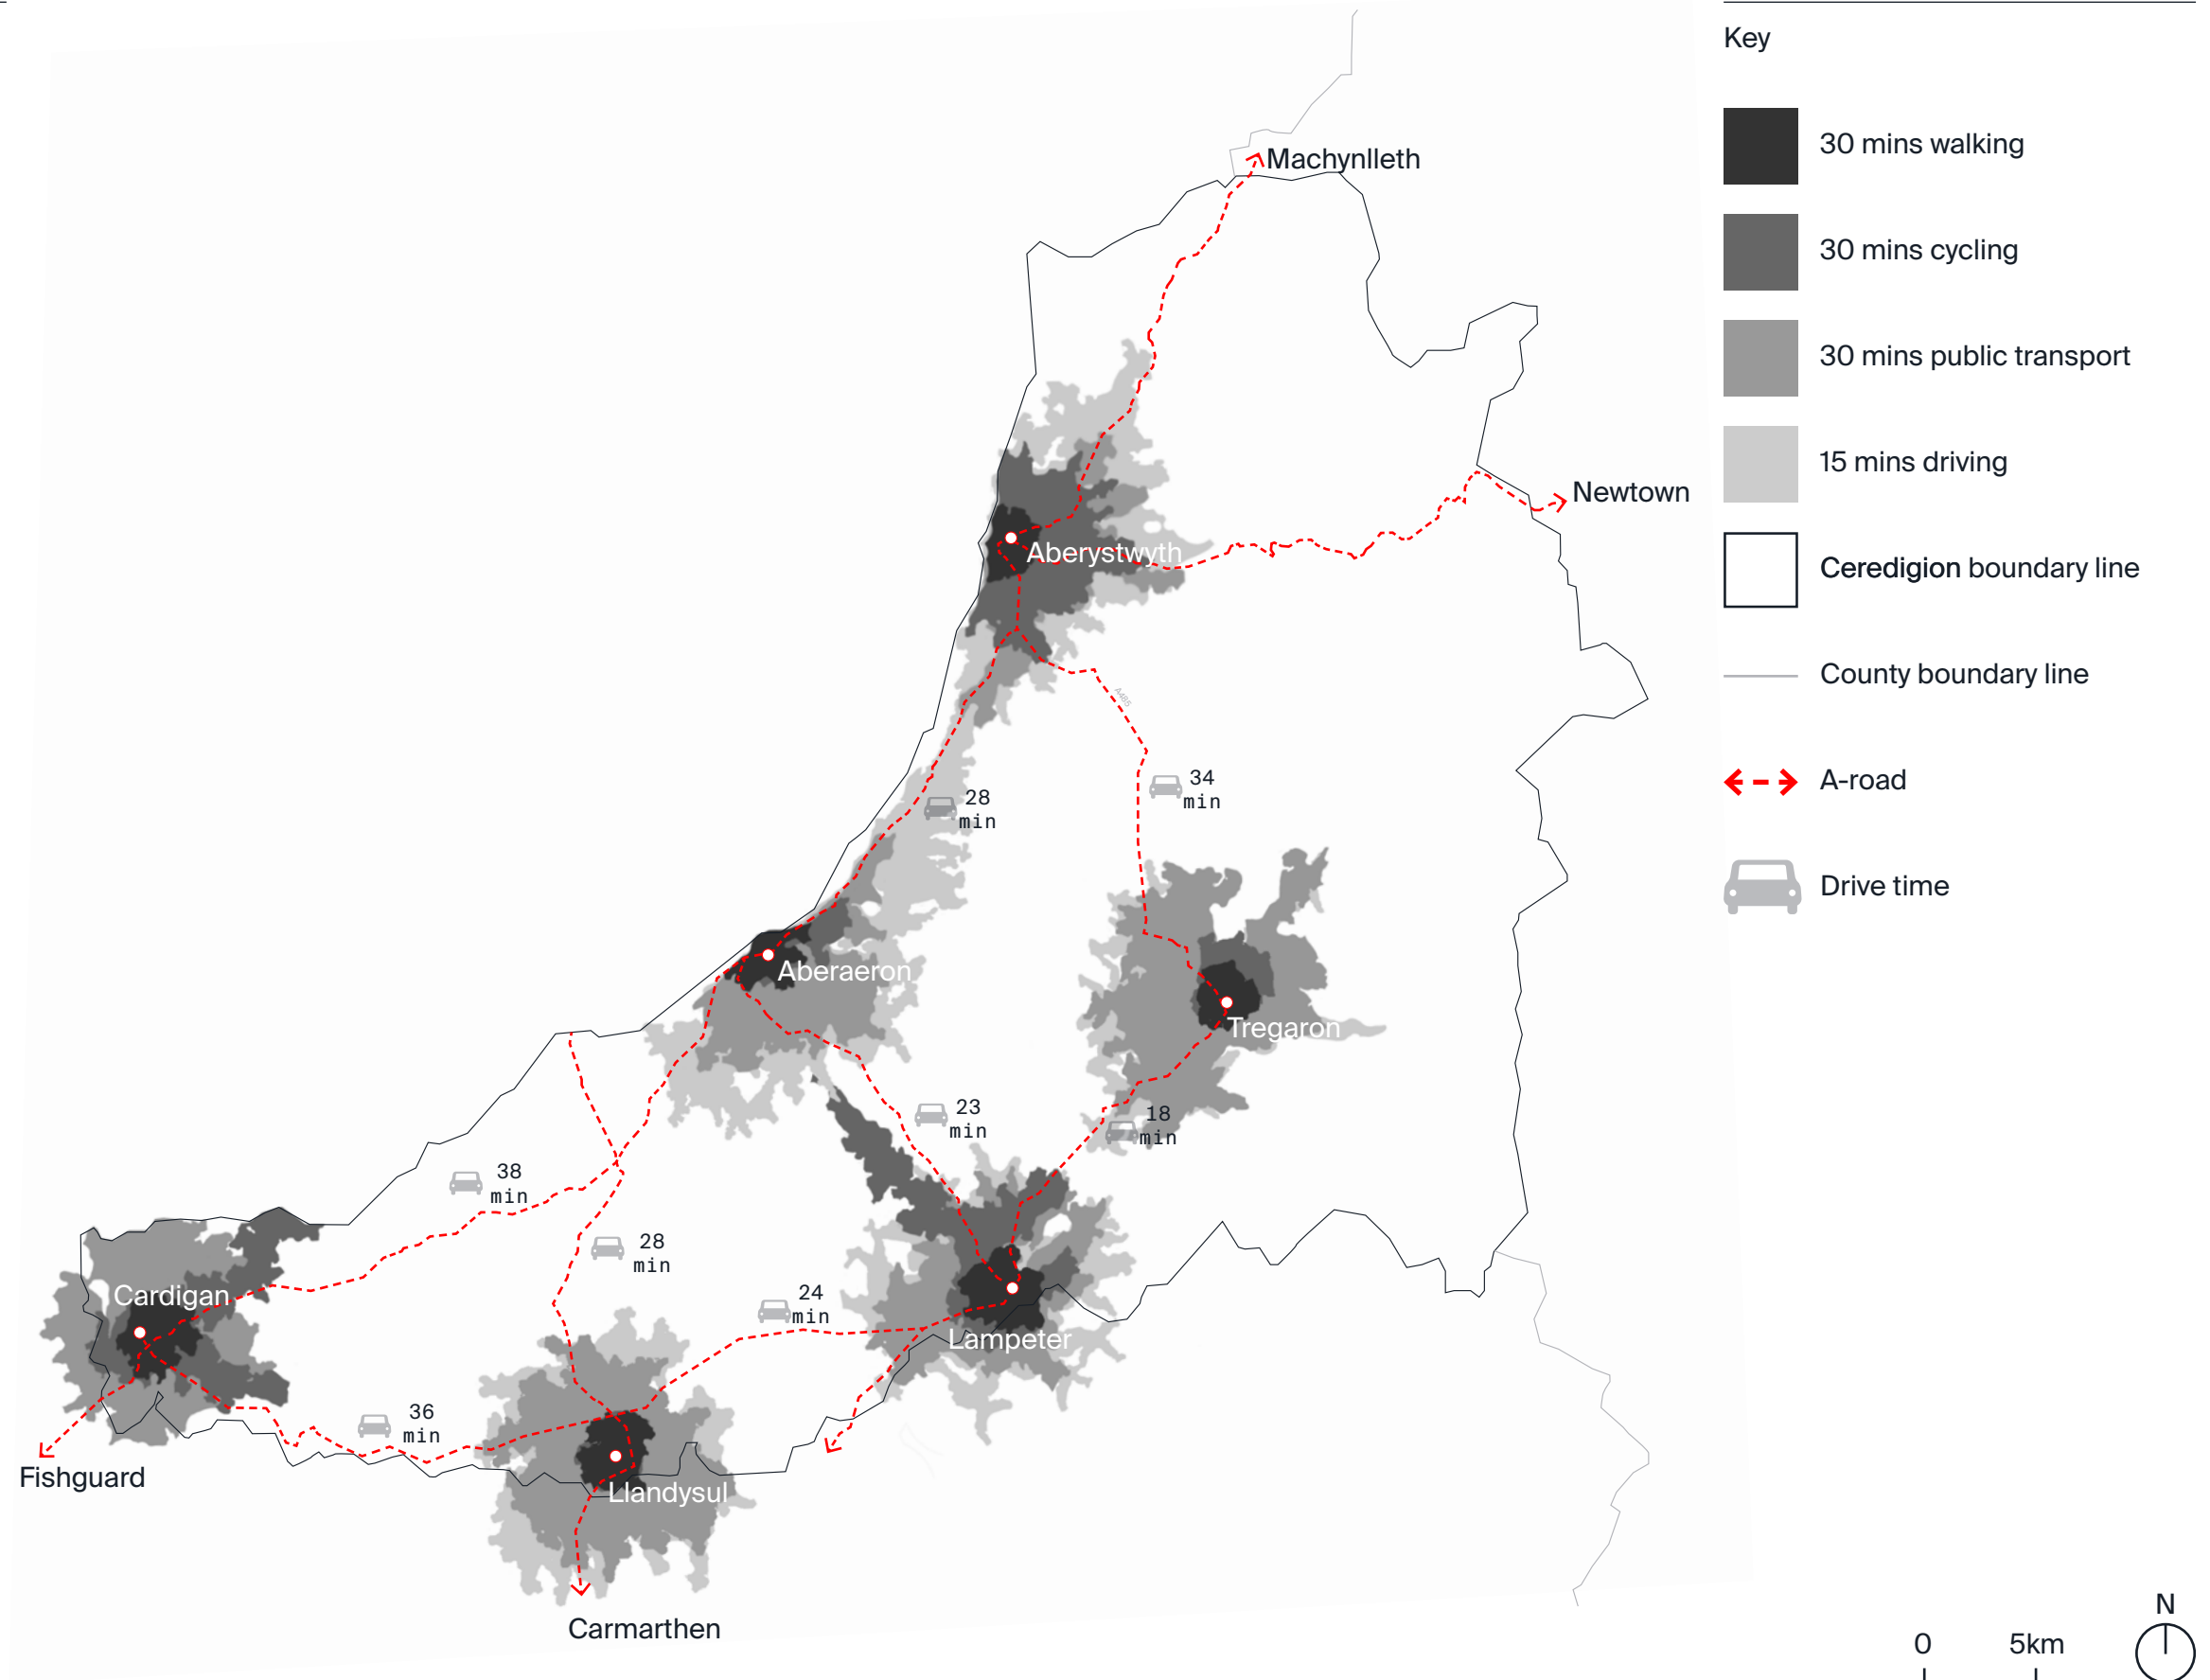 Key
30 mins walking
30 mins cycling
30 mins public transport
15 mins driving
Ceredigion boundary line
County boundary line
A-road
Drive time
Machynlleth
Newtown
Aberystwyth
A485
34
min
28
min
Aberaeron
Tregaron
23
min
18
min
38
min
28
min
24
min
Cardigan
Lampeter
36
min
Fishguard
Llandysul
Carmarthen
N
0 5km